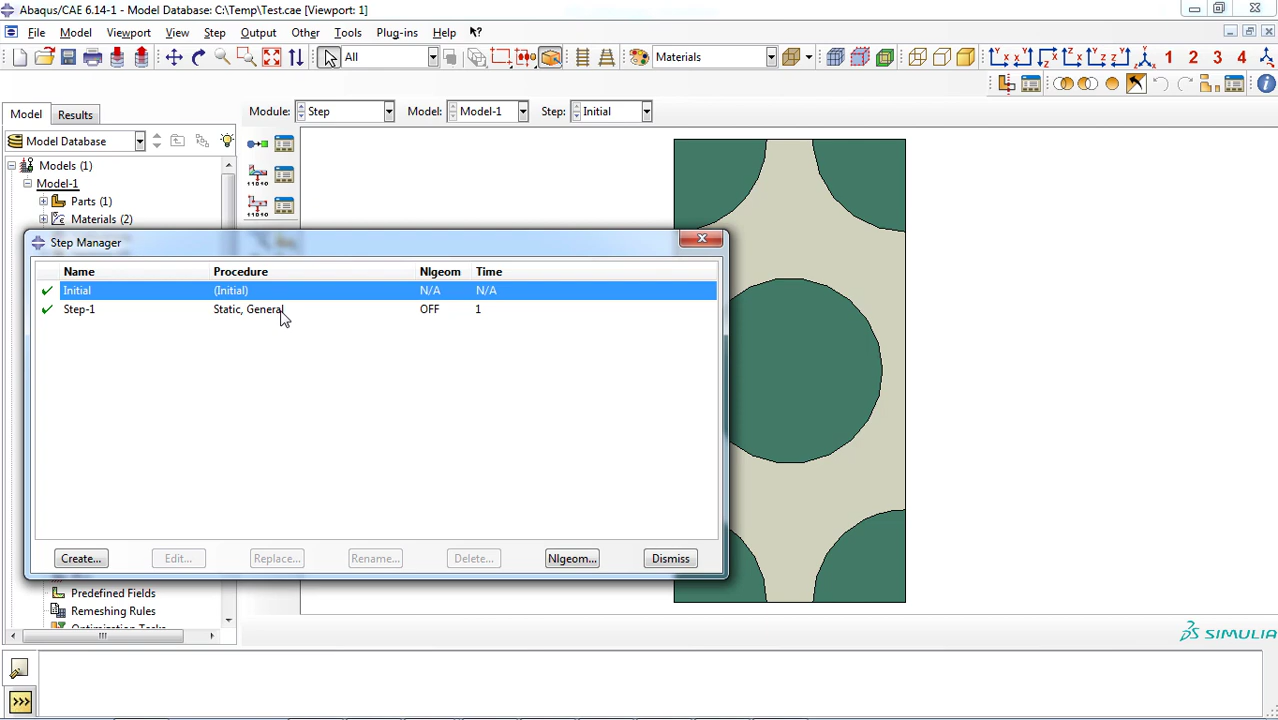 Abaqus/CAE 6.14-1 - Model Database: C:\Temp\Test.cae [Viewport: 1]
File Model Viewport View Step Output Other Tools Plug-ins Help
All Materials 1 2 3 4
Model Results Module: Step Model: Model-1 Step: Initial
Model Database
Models (1)
Model-1
Parts (1)
Materials (2)
Step Manager
Name Procedure Nlgeom Time
Initial (Initial) N/A N/A
Step-1 Static, General OFF 1
Create... Edit... Replace... Rename... Delete... Nlgeom... Dismiss
Predefined Fields
Remeshing Rules
Optimization Tasks
SIMULIA